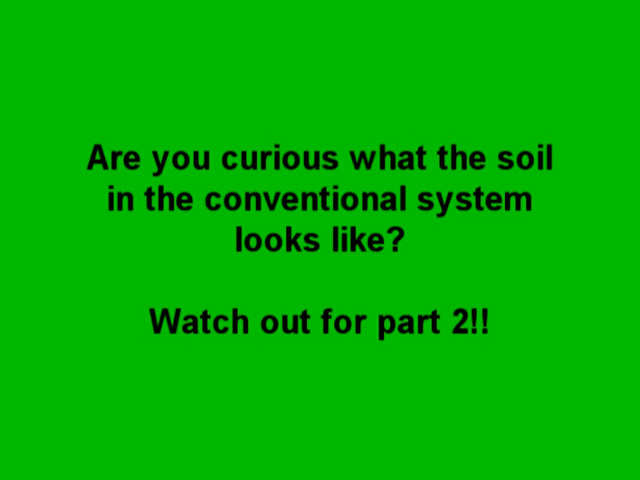 Are you curious what the soil
in the conventional system
looks like?
Watch out for part 2!!